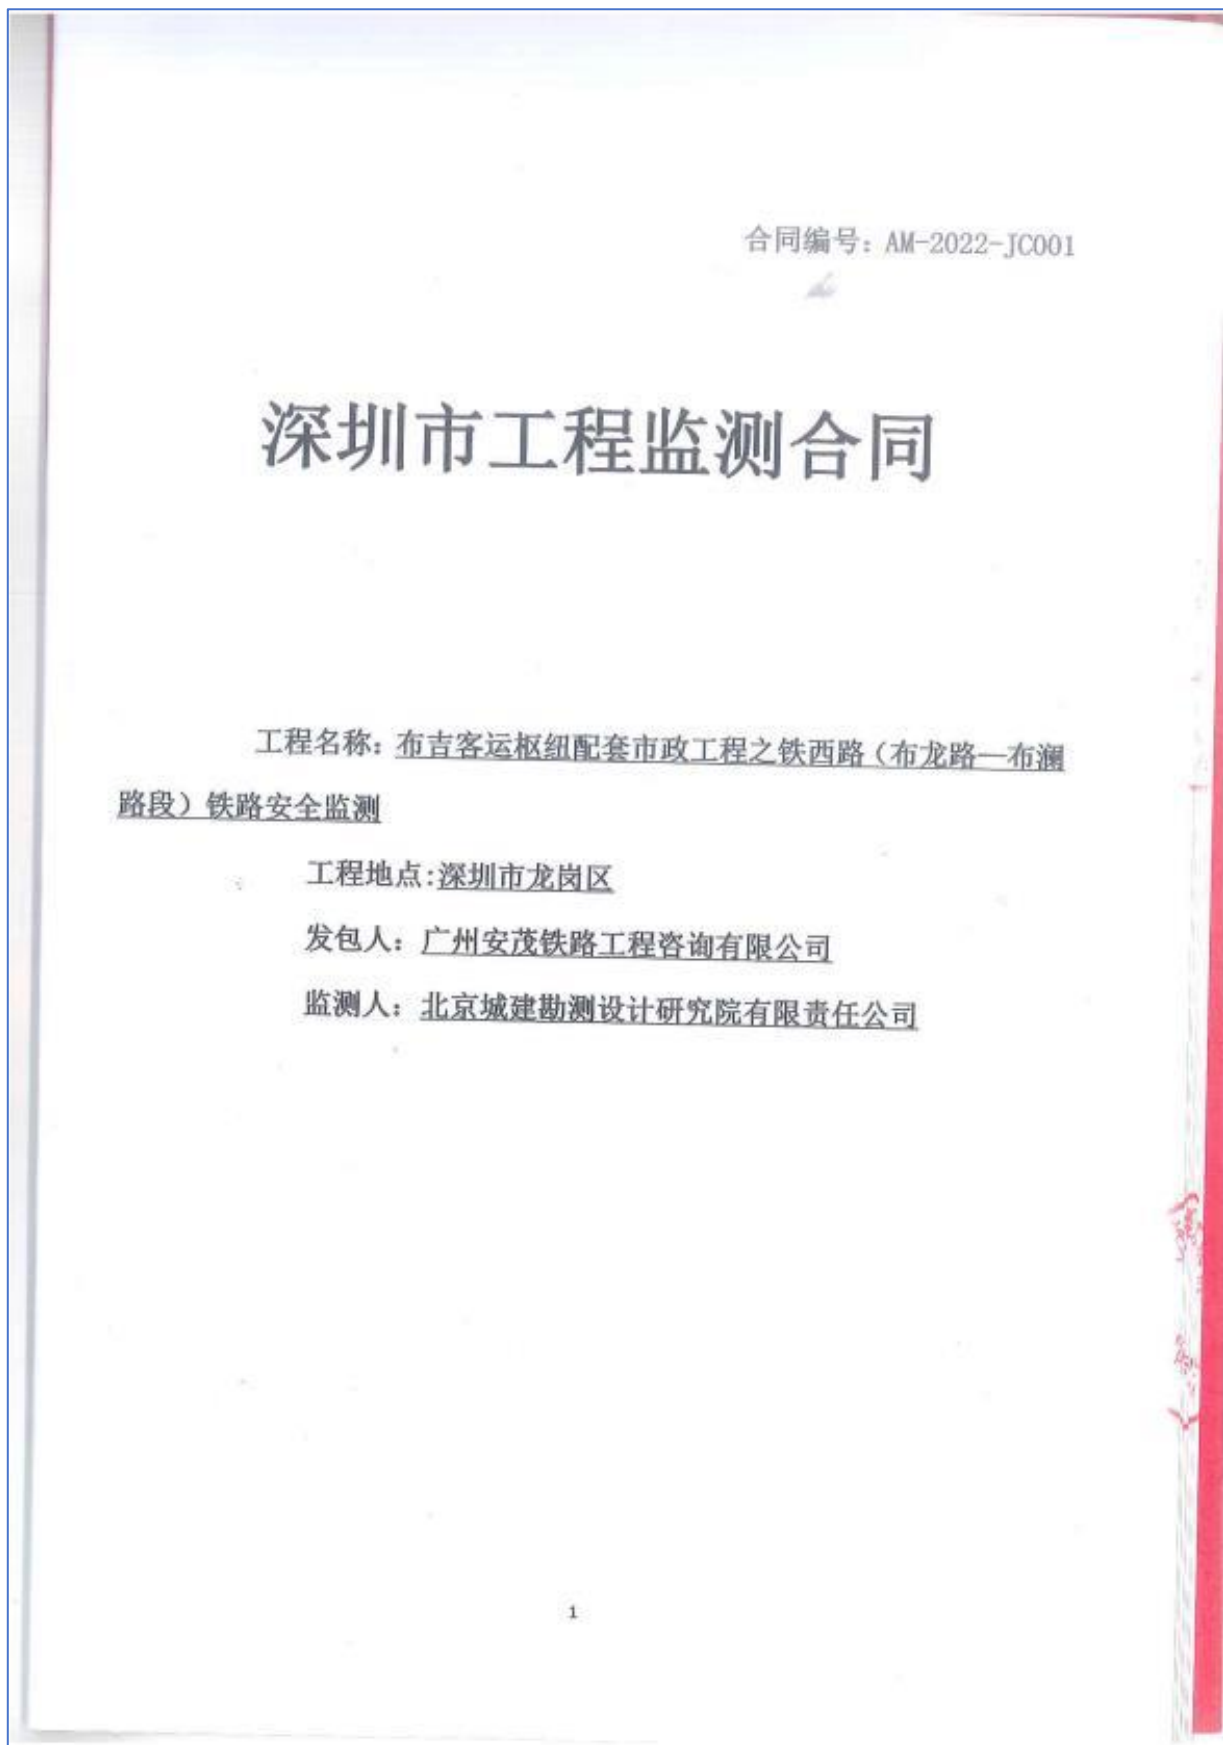 合同编号：AM-2022-JC001
深圳市工程监测合同
工程名称：布吉客运枢纽配套市政工程之铁西路（布龙路—布澜
路段）铁路安全监测
工程地点:深圳市龙岗区
发包人：广州安茂铁路工程咨询有限公司
监测人：北京城建勘测设计研究院有限责任公司
1